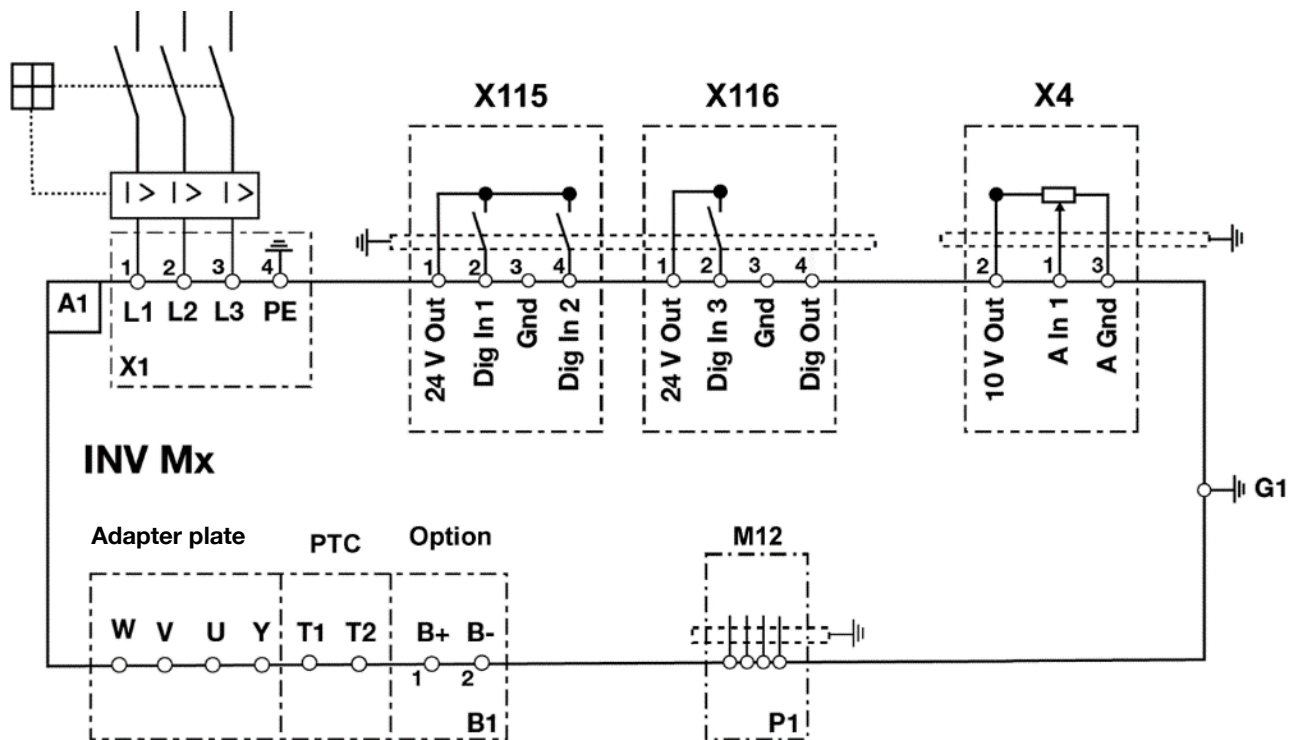 X115 X116 X4
I> I> I>
1 2 3 4 1 2 3 4 1 2 3 4 2 1 3
A1 L1 L2 L3 PE
X1
24 V Out Dig In 1 Gnd Dig In 2
24 V Out Dig In 3 Gnd Dig Out
10 V Out A In 1 A Gnd
INV Mx
G1
Adapter plate PTC Option M12
W V U Y T1 T2 B+ B-
1 2
B1 P1